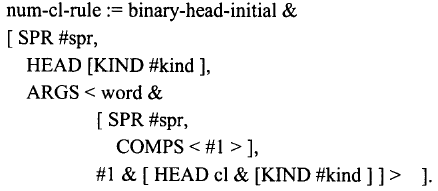 num-cl-rule := binary-head-initial &
[ SPR #spr,
HEAD [KIND #kind ],
ARGS < word &
[ SPR #spr,
COMPS < #1 > ],
#1 & [ HEAD cl & [KIND #kind ] ] > ].